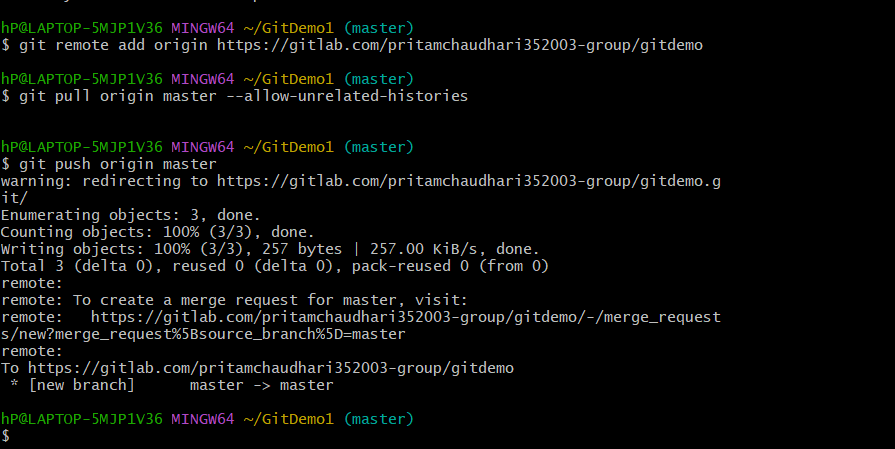 hP@LAPTOP-5MJP1V36 MINGW64 ~/GitDemo1 (master)
$ git remote add origin https://gitlab.com/pritamchaudhari352003-group/gitdemo
hP@LAPTOP-5MJP1V36 MINGW64 ~/GitDemo1 (master)
$ git pull origin master --allow-unrelated-histories
hP@LAPTOP-5MJP1V36 MINGW64 ~/GitDemo1 (master)
$ git push origin master
warning: redirecting to https://gitlab.com/pritamchaudhari352003-group/gitdemo.g
it/
Enumerating objects: 3, done.
Counting objects: 100% (3/3), done.
Writing objects: 100% (3/3), 257 bytes | 257.00 KiB/s, done.
Total 3 (delta 0), reused 0 (delta 0), pack-reused 0 (from 0)
remote:
remote: To create a merge request for master, visit:
remote:   https://gitlab.com/pritamchaudhari352003-group/gitdemo/-/merge_request
s/new?merge_request%5Bsource_branch%5D=master
remote:
To https://gitlab.com/pritamchaudhari352003-group/gitdemo
 * [new branch]      master -> master
hP@LAPTOP-5MJP1V36 MINGW64 ~/GitDemo1 (master)
$